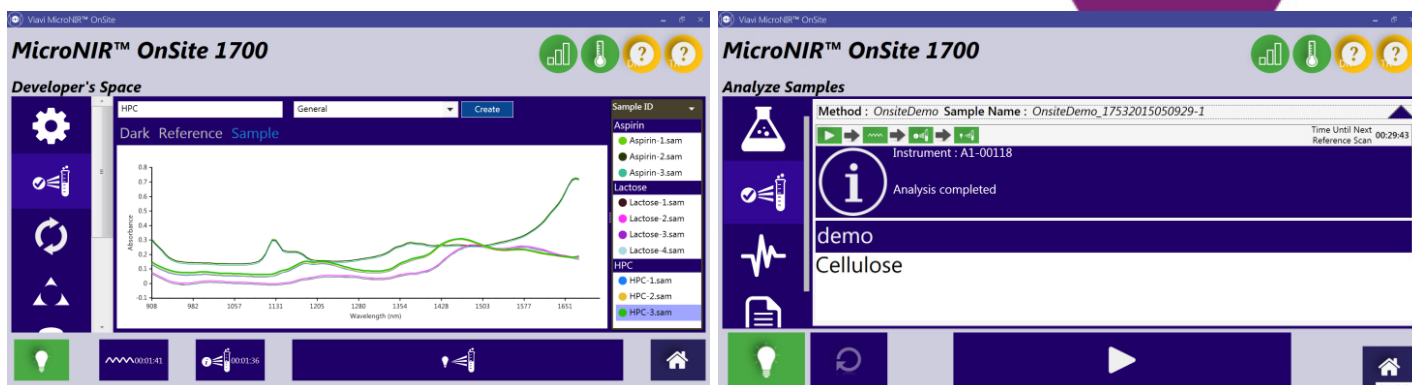 Viavi MicroNIR™ OnSite
MicroNIR™ OnSite 1700
Developer's Space
HPC
General
Create
Dark Reference Sample
Absorbance
0.8
0.7
0.6
0.5
0.4
0.3
0.2
0.1
0
-0.1
908 982 1057 1131 1205 1280 1354 1428 1503 1577 1651
Wavelength (nm)
Sample ID
Aspirin
Aspirin-1.sam
Aspirin-2.sam
Aspirin-3.sam
Lactose
Lactose-1.sam
Lactose-2.sam
Lactose-3.sam
Lactose-4.sam
HPC
HPC-1.sam
HPC-2.sam
HPC-3.sam
00:01:41
00:01:36
Viavi MicroNIR™ OnSite
MicroNIR™ OnSite 1700
Analyze Samples
Method : OnsiteDemo Sample Name : OnsiteDemo_17532015050929-1
Time Until Next
Reference Scan 00:29:43
Instrument : A1-00118
Analysis completed
demo
Cellulose